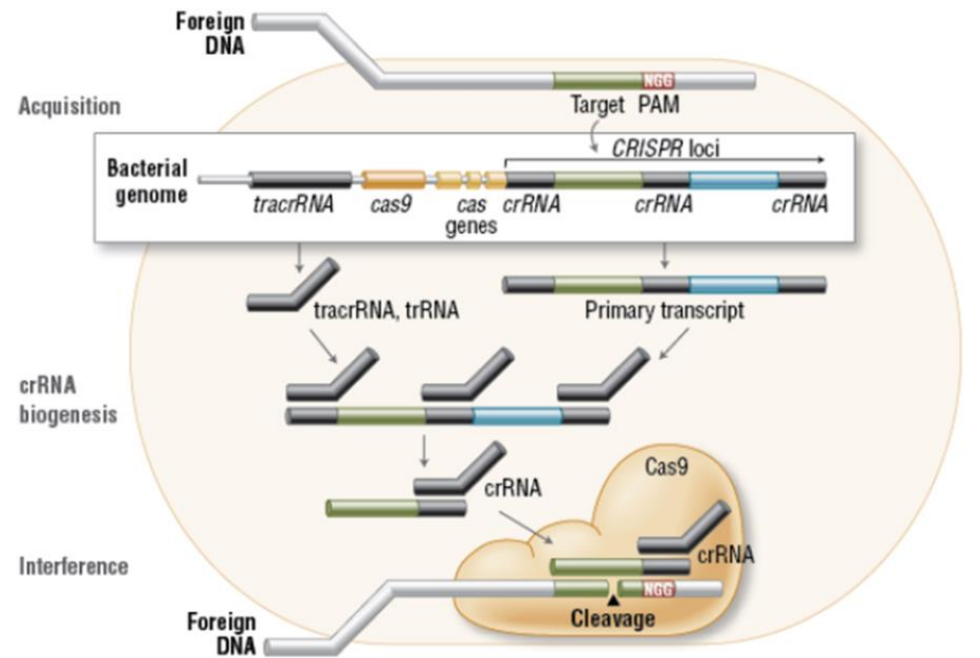 Foreign
DNA
NGG
Acquisition
Target PAM
CRISPR loci
Bacterial
genome
tracrRNA cas9 cas crRNA crRNA crRNA
genes
tracrRNA, trRNA Primary transcript
crRNA
biogenesis
Cas9
crRNA
crRNA
Interference
NGG
Cleavage
Foreign
DNA